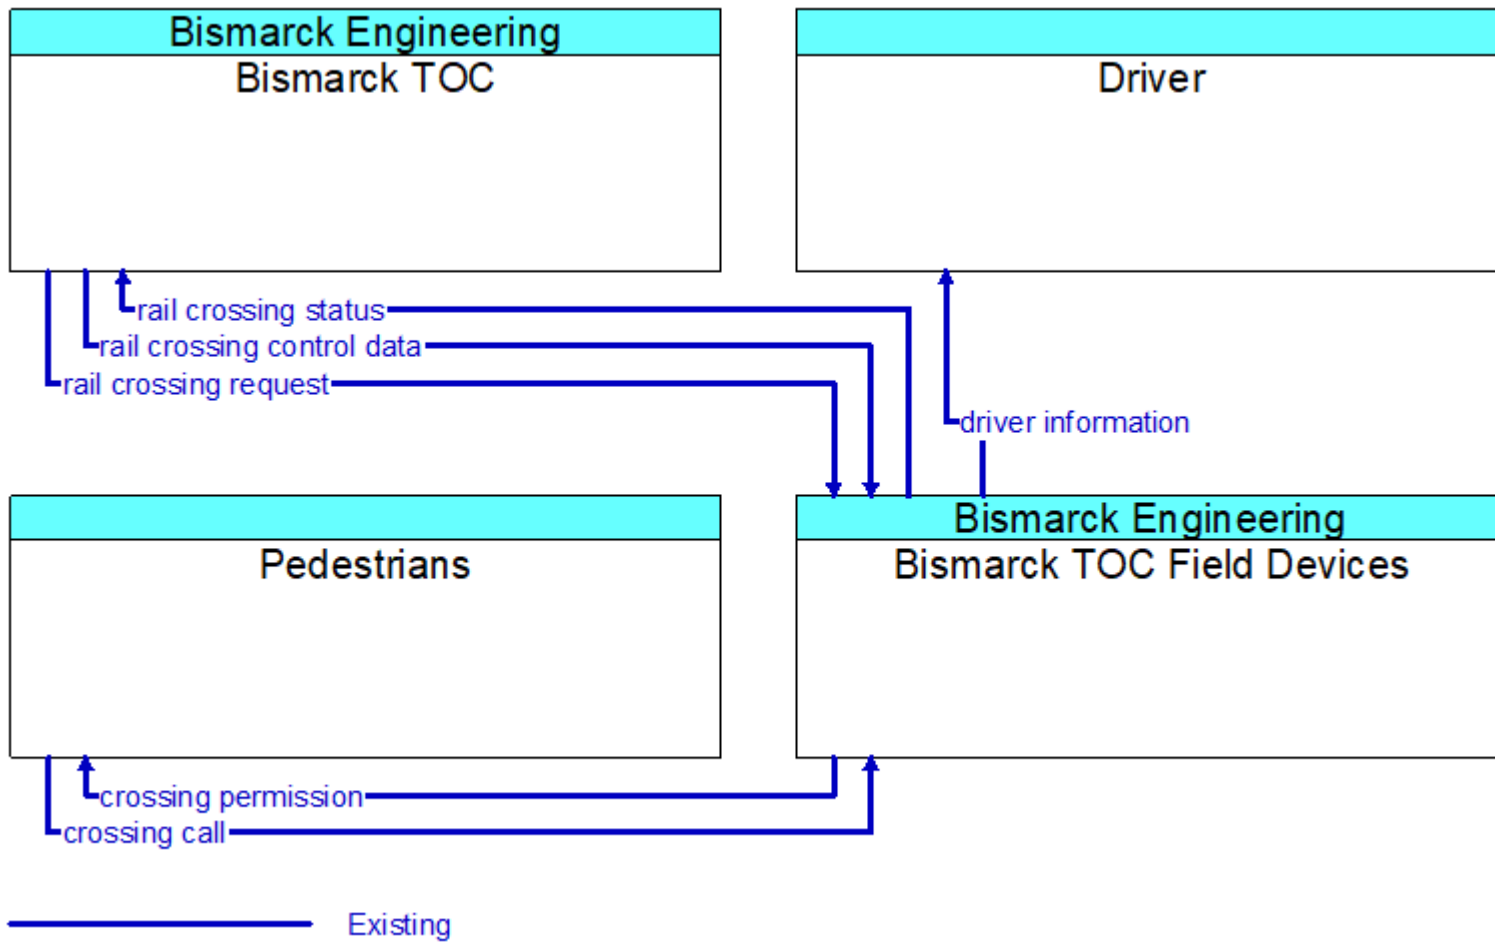 Bismarck Engineering
Bismarck TOC
Driver
rail crossing status
rail crossing control data
rail crossing request
driver information
Pedestrians
Bismarck Engineering
Bismarck TOC Field Devices
crossing permission
crossing call
Existing